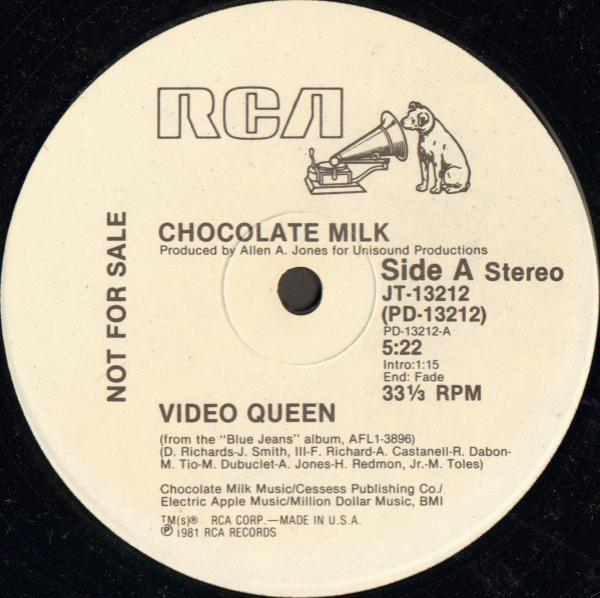 RCA
NOT FOR SALE
CHOCOLATE MILK
Produced by Allen A. Jones for Unisound Productions
Side A Stereo
JT-13212
(PD-13212)
PD-13212-A
5:22
Intro:1:15
End: Fade
33⅓ RPM
VIDEO QUEEN
(from the "Blue Jeans" album, AFL1-3896)
(D. Richards-J. Smith, III-F. Richard-A. Castanell-R. Dabon-
M. Tio-M. Dubuclet-A. Jones-H. Redmon, Jr.-M. Toles)
Chocolate Milk Music/Cessess Publishing Co./
Electric Apple Music/Million Dollar Music, BMI
TM(s)® RCA CORP.—MADE IN U.S.A.
℗ 1981 RCA RECORDS